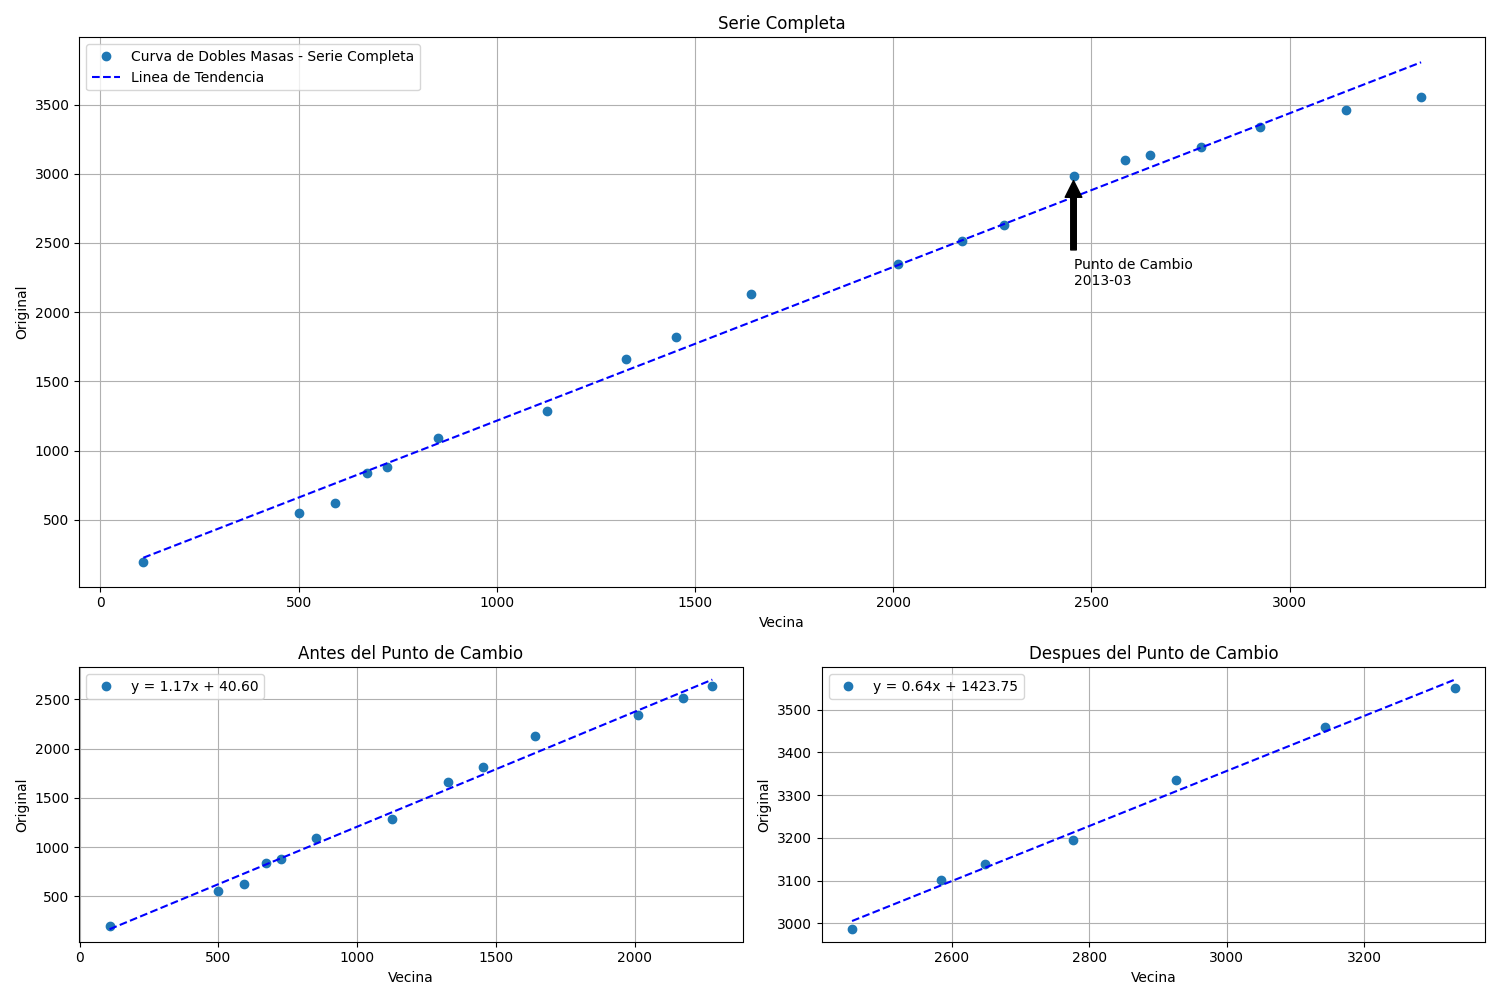 Serie Completa
Curva de Dobles Masas - Serie Completa
Linea de Tendencia
Original
3500
3000
2500
2000
1500
1000
500
Punto de Cambio
2013-03
0 500 1000 1500 2000 2500 3000
Vecina
Antes del Punto de Cambio
y = 1.17x + 40.60
Original
2500
2000
1500
1000
500
0 500 1000 1500 2000
Vecina
Despues del Punto de Cambio
y = 0.64x + 1423.75
Original
3500
3400
3300
3200
3100
3000
2600 2800 3000 3200
Vecina